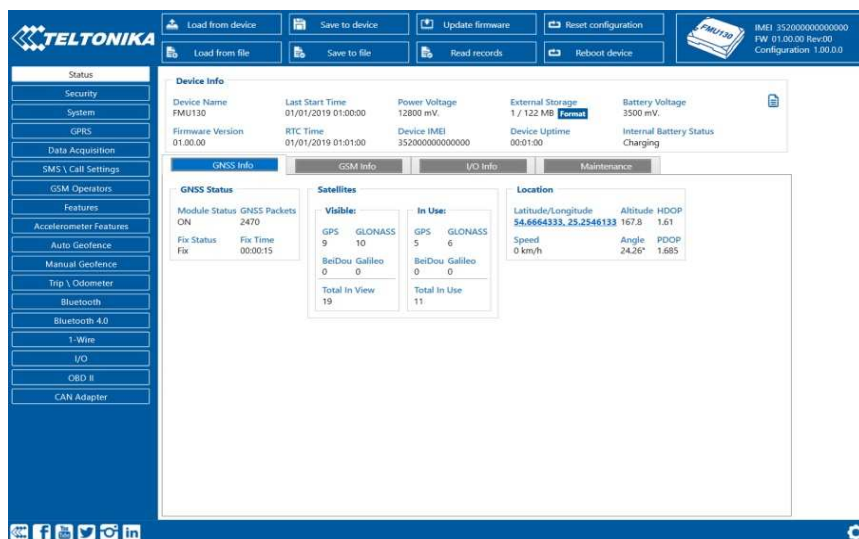 TELTONIKA
Load from device
Save to device
Update firmware
Reset configuration
Load from file
Save to file
Read records
Reboot device
FMU130
IMEI 352000000000000
FW 01.00.00 Rev:00
Configuration 1.00.0.0
Status
Security
System
GPRS
Data Acquisition
SMS \ Call Settings
GSM Operators
Features
Accelerometer Features
Auto Geofence
Manual Geofence
Trip \ Odometer
Bluetooth
Bluetooth 4.0
1-Wire
I/O
OBD II
CAN Adapter
Device Info
Device Name Last Start Time Power Voltage External Storage Battery Voltage
FMU130 01/01/2019 01:00:00 12800 mV. 1 / 122 MB Format 3500 mV.
Firmware Version RTC Time Device IMEI Device Uptime Internal Battery Status
01.00.00 01/01/2019 01:01:00 352000000000000 00:01:00 Charging
GNSS Info GSM Info I/O Info Maintenance
GNSS Status
Module Status GNSS Packets
ON 2470
Fix Status Fix Time
Fix 00:00:15
Satellites
Visible:
GPS GLONASS
9 10
BeiDou Galileo
0 0
Total In View
19
In Use:
GPS GLONASS
5 6
BeiDou Galileo
0 0
Total In Use
11
Location
Latitude/Longitude Altitude HDOP
54.6664333, 25.2546133 167.8 1.61
Speed Angle PDOP
0 km/h 24.26° 1.685